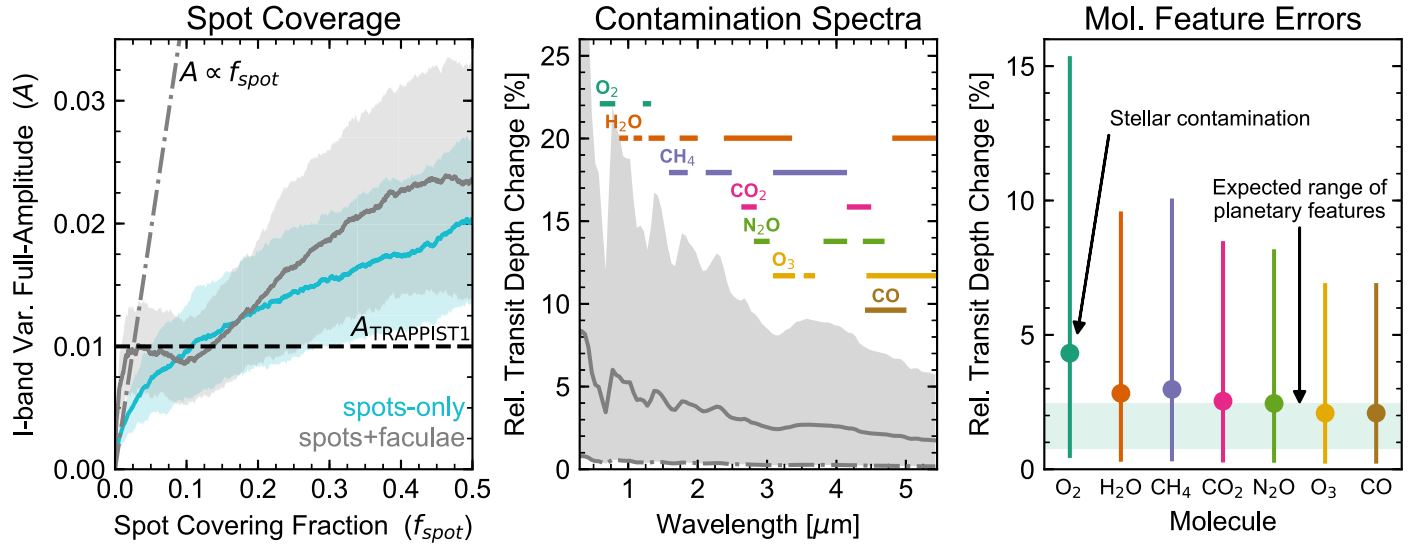 Spot Coverage
I-band Var. Full-Amplitude (A)
0.03
0.02
0.01
0.00
A ∝ f_spot
A_TRAPPIST1
spots-only
spots+faculae
0.0 0.1 0.2 0.3 0.4 0.5
Spot Covering Fraction (f_spot)
Contamination Spectra
Rel. Transit Depth Change [%]
25
20
15
10
5
0
O₂
H₂O
CH₄
CO₂
N₂O
O₃
CO
1 2 3 4 5
Wavelength [μm]
Mol. Feature Errors
Rel. Transit Depth Change [%]
15
10
5
0
Stellar contamination
Expected range of
planetary features
O₂ H₂O CH₄ CO₂ N₂O O₃ CO
Molecule